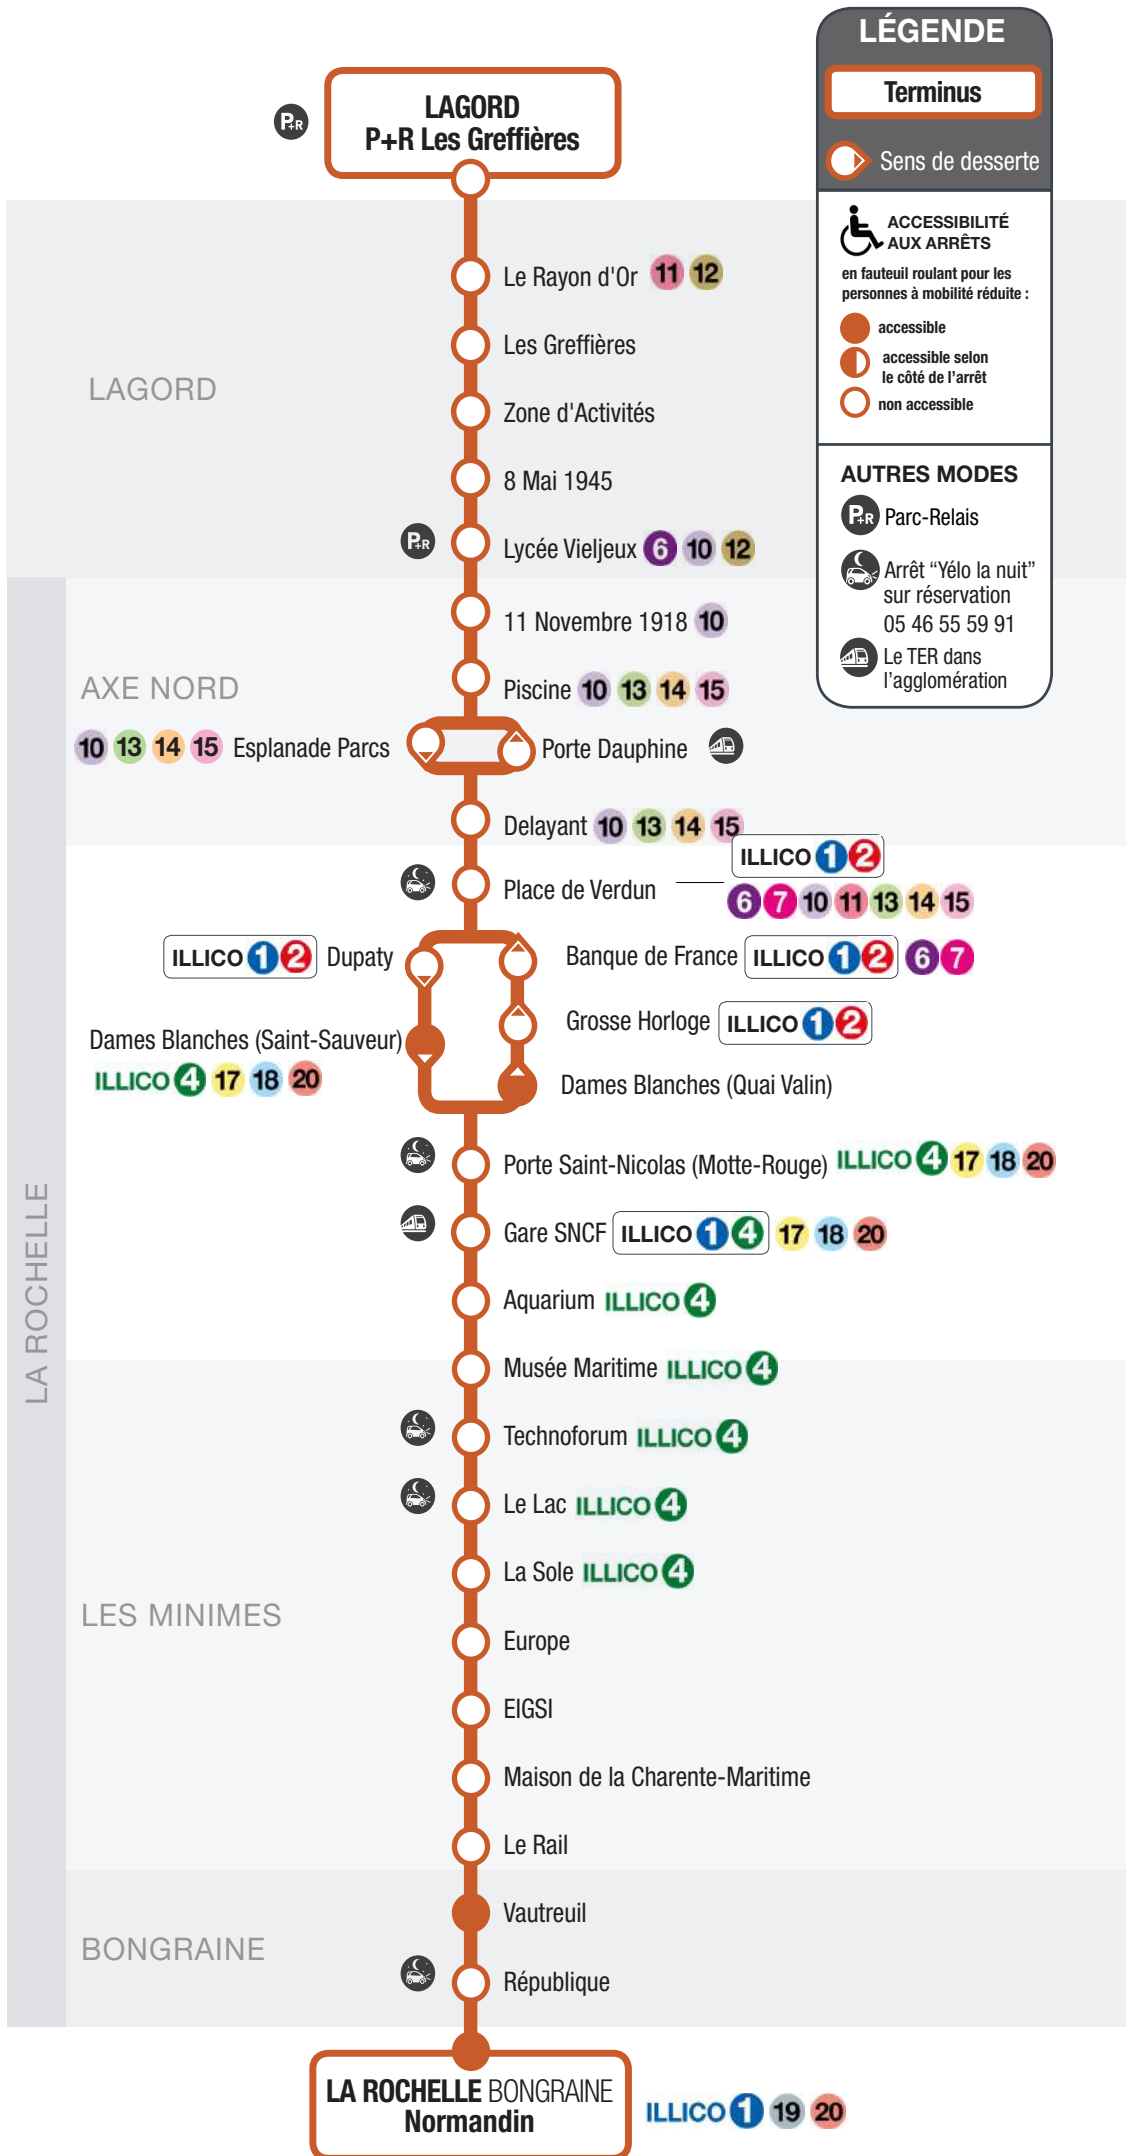 LÉGENDE
Terminus
Sens de desserte
ACCESSIBILITÉ
AUX ARRÊTS
en fauteuil roulant pour les
personnes à mobilité réduite :
accessible
accessible selon
le côté de l'arrêt
non accessible
AUTRES MODES
P+R Parc-Relais
Arrêt “Yélo la nuit”
sur réservation
05 46 55 59 91
Le TER dans
l'agglomération
P+R
LAGORD
P+R Les Greffières
LAGORD
Le Rayon d'Or 11 12
Les Greffières
Zone d'Activités
8 Mai 1945
P+R Lycée Vieljeux 6 10 12
LA ROCHELLE
AXE NORD
11 Novembre 1918 10
Piscine 10 13 14 15
10 13 14 15 Esplanade Parcs
Porte Dauphine
Delayant 10 13 14 15
Place de Verdun
ILLICO 1 2
6 7 10 11 13 14 15
ILLICO 1 2 Dupaty
Banque de France ILLICO 1 2 6 7
Grosse Horloge ILLICO 1 2
Dames Blanches (Saint-Sauveur)
ILLICO 4 17 18 20
Dames Blanches (Quai Valin)
Porte Saint-Nicolas (Motte-Rouge) ILLICO 4 17 18 20
Gare SNCF ILLICO 1 4 17 18 20
Aquarium ILLICO 4
LES MINIMES
Musée Maritime ILLICO 4
Technoforum ILLICO 4
Le Lac ILLICO 4
La Sole ILLICO 4
Europe
EIGSI
Maison de la Charente-Maritime
Le Rail
BONGRAINE
Vautreuil
République
LA ROCHELLE BONGRAINE
Normandin
ILLICO 1 19 20